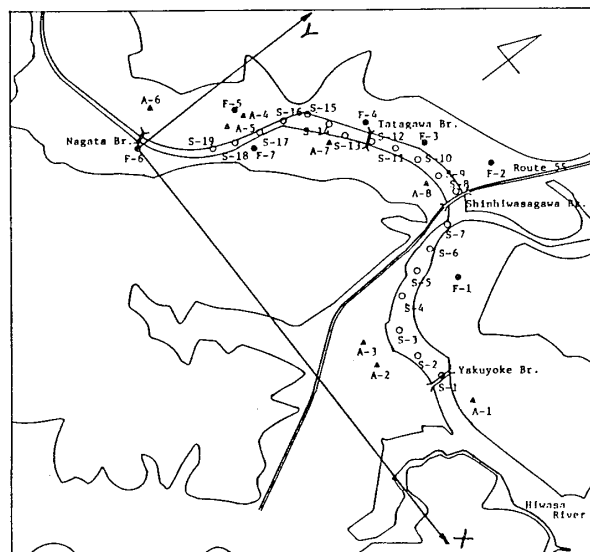 Y
A-6
F-5
A-4
S-16
S-15
F-4
A-5
S-14
Tatagawa Br.
Nagata Br.
S-19
S-17
S-12
F-3
F-6
S-18
F-7
A-7
S-13
S-11
S-10
F-2
Route 55
S-9
S-8
A-8
Shinhiwasagawa Br.
S-7
S-6
S-5
F-1
S-4
S-3
A-3
S-2
A-2
Yakuyoke Br.
S-1
A-1
X
Hiwasa
River